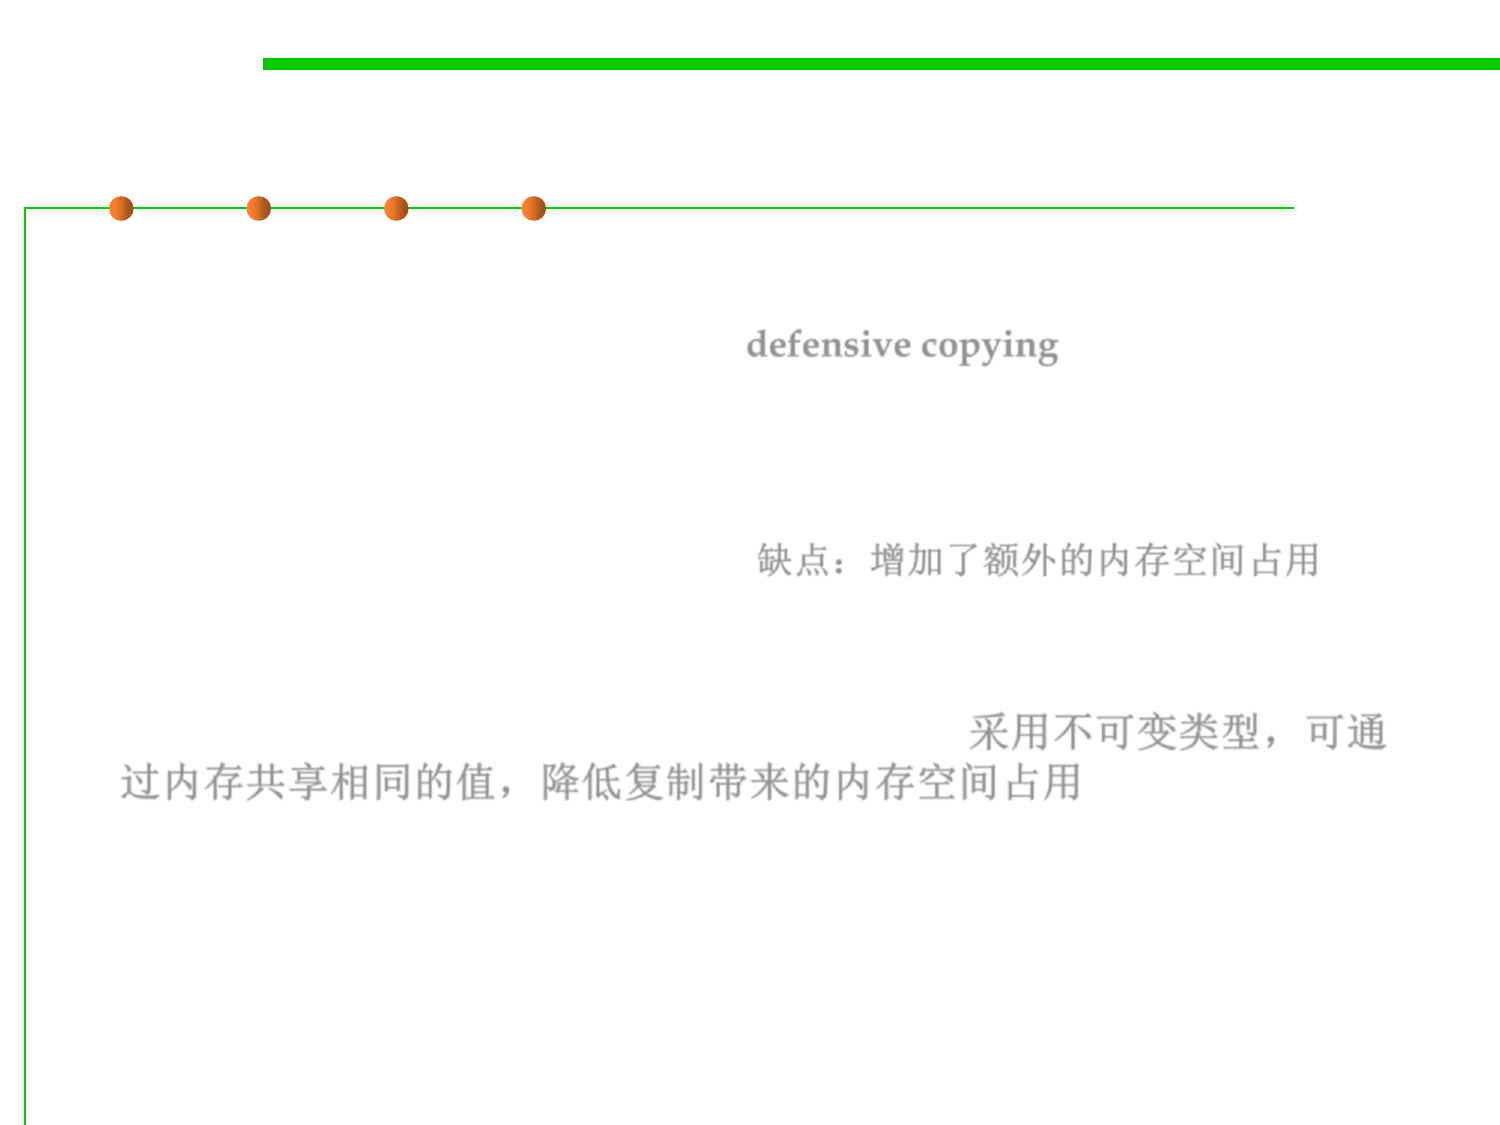 defensive copying
缺点：增加了额外的内存空间占用
采用不可变类型，可通
过内存共享相同的值，降低复制带来的内存空间占用